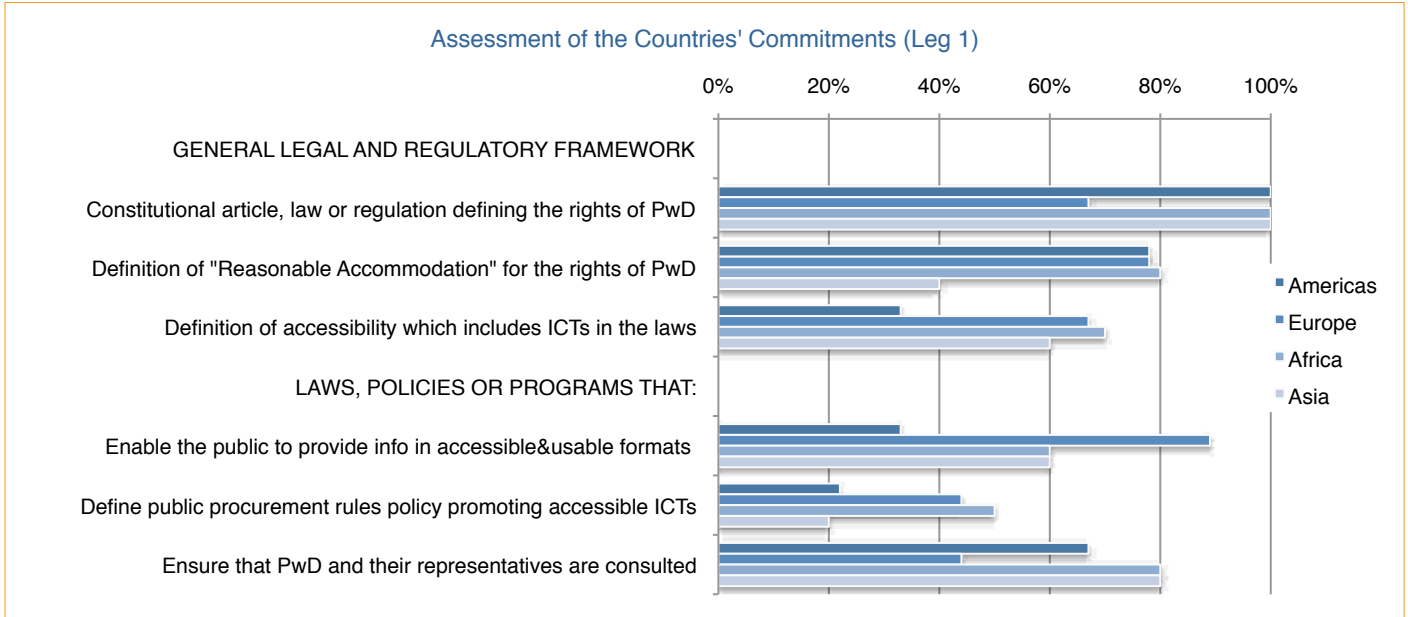 Assessment of the Countries' Commitments (Leg 1)
0% 20% 40% 60% 80% 100%
GENERAL LEGAL AND REGULATORY FRAMEWORK
Constitutional article, law or regulation defining the rights of PwD
Definition of "Reasonable Accommodation" for the rights of PwD
Definition of accessibility which includes ICTs in the laws
LAWS, POLICIES OR PROGRAMS THAT:
Enable the public to provide info in accessible&usable formats
Define public procurement rules policy promoting accessible ICTs
Ensure that PwD and their representatives are consulted
Americas
Europe
Africa
Asia